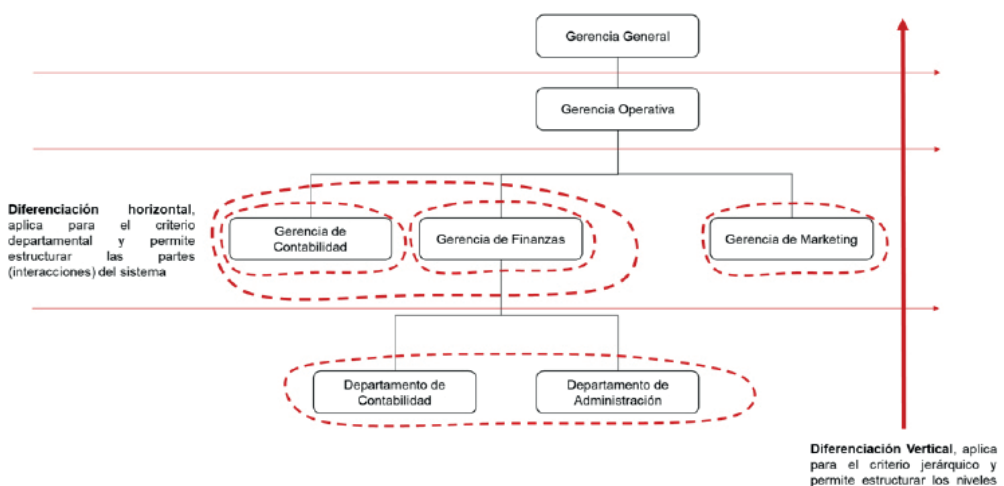 Gerencia General
Gerencia Operativa
Diferenciación horizontal,
aplica para el criterio
departamental y permite
estructurar las partes
(interacciones) del sistema
Gerencia de
Contabilidad
Gerencia de Finanzas
Gerencia de Marketing
Departamento de
Contabilidad
Departamento de
Administración
Diferenciación Vertical, aplica
para el criterio jerárquico y
permite estructurar los niveles